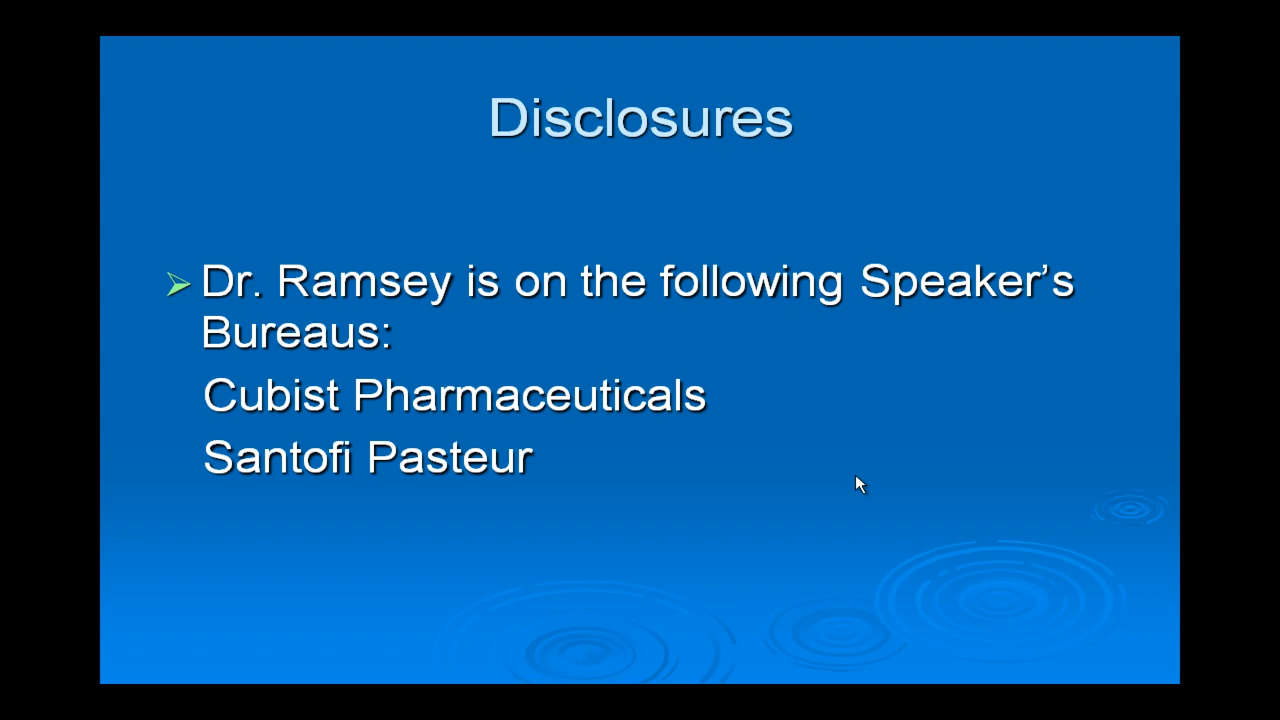 Disclosures
Dr. Ramsey is on the following Speaker’s
Bureaus:
Cubist Pharmaceuticals
Santofi Pasteur